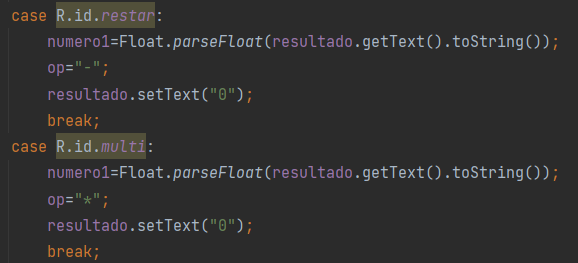 case R.id.restar:
    numero1=Float.parseFloat(resultado.getText().toString());
    op="-";
    resultado.setText("0");
    break;
case R.id.multi:
    numero1=Float.parseFloat(resultado.getText().toString());
    op="*";
    resultado.setText("0");
    break;